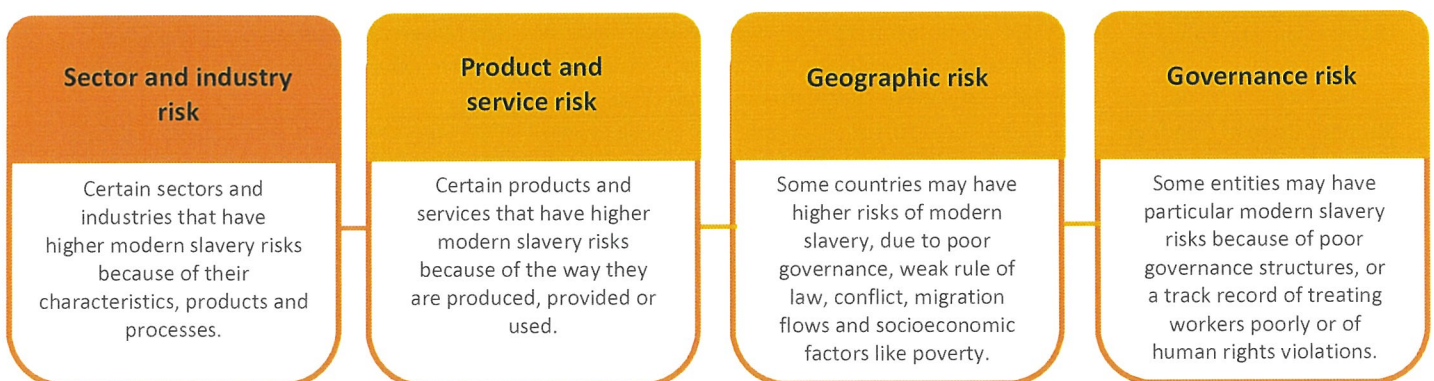 Sector and industry
risk
Certain sectors and
industries that have
higher modern slavery risks
because of their
characteristics, products and
processes.
Product and
service risk
Certain products and
services that have higher
modern slavery risks
because of the way they
are produced, provided or
used.
Geographic risk
Some countries may have
higher risks of modern
slavery, due to poor
governance, weak rule of
law, conflict, migration
flows and socioeconomic
factors like poverty.
Governance risk
Some entities may have
particular modern slavery
risks because of poor
governance structures, or
a track record of treating
workers poorly or of
human rights violations.